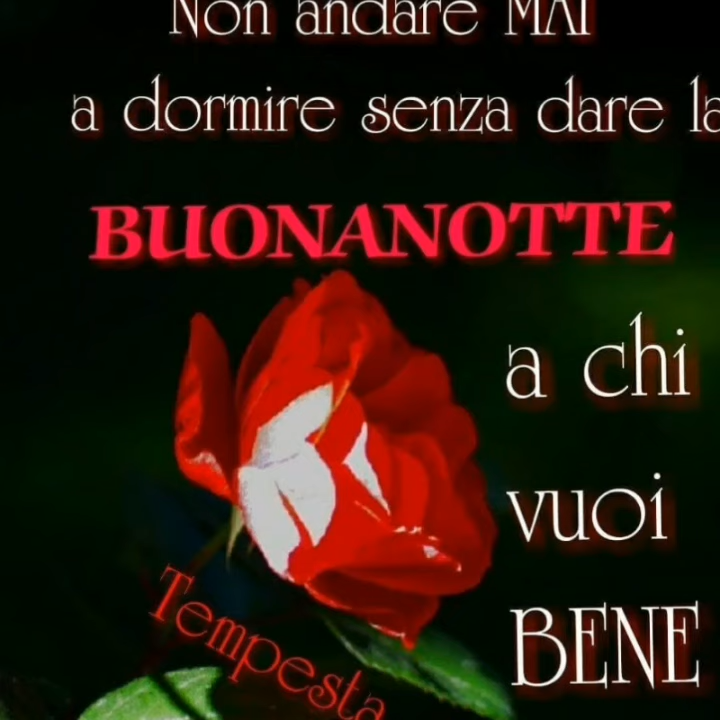 Non andare MAI
a dormire senza dare la
BUONANOTTE
a chi
vuoi
BENE
Tempesta